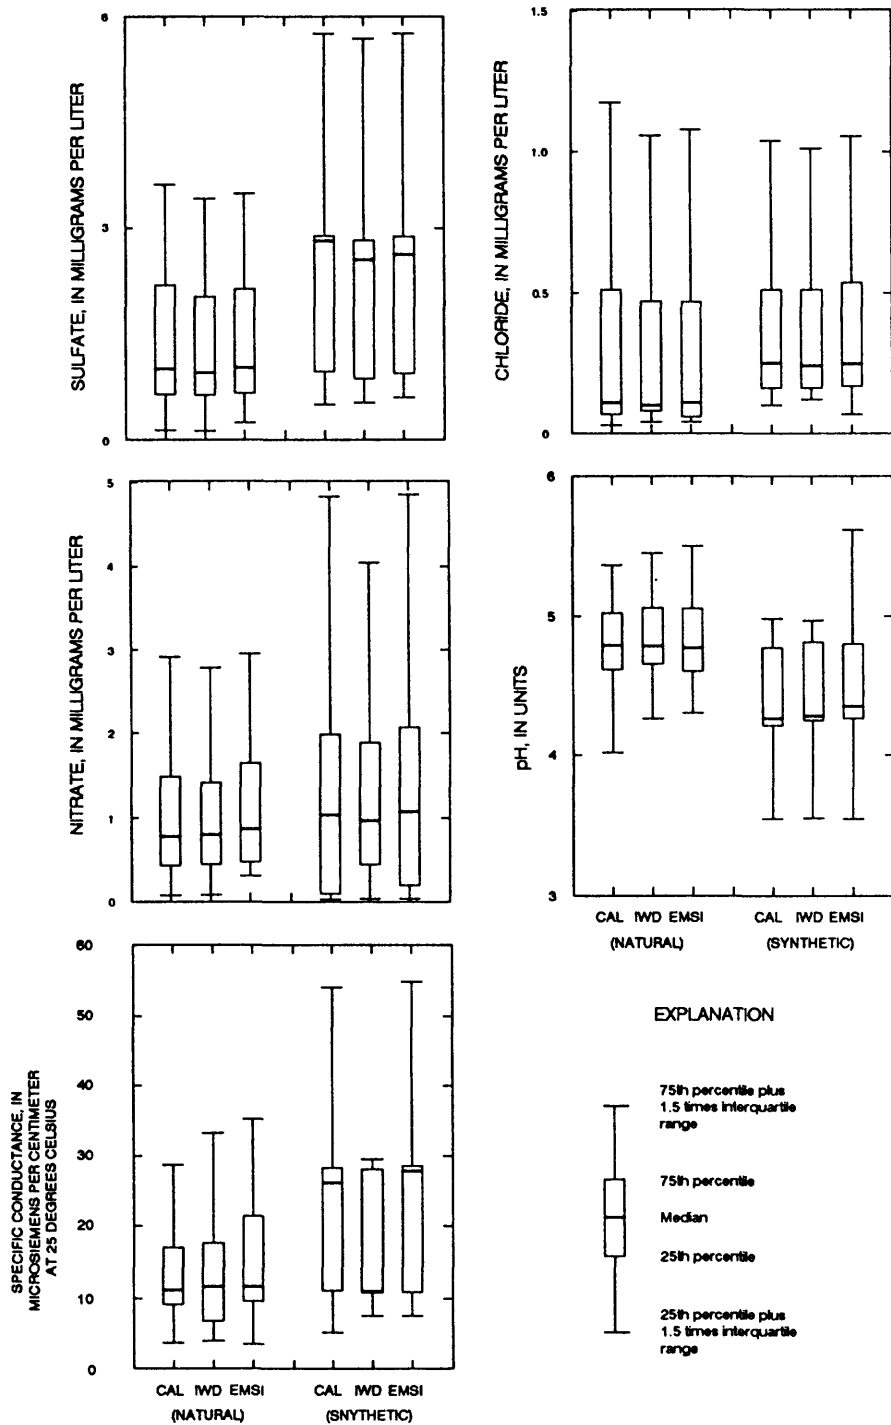 6
3
0
SULFATE, IN MILLIGRAMS PER LITER
1.5
1.0
0.5
0
CHLORIDE, IN MILLIGRAMS PER LITER
5
4
3
2
1
0
NITRATE, IN MILLIGRAMS PER LITER
6
5
4
3
pH, IN UNITS
CAL IWD EMSI CAL IWD EMSI
(NATURAL) (SYNTHETIC)
60
50
40
30
20
10
0
SPECIFIC CONDUCTANCE, IN
MICROSIEMENS PER CENTIMETER
AT 25 DEGREES CELSIUS
CAL IWD EMSI CAL IWD EMSI
(NATURAL) (SNYTHETIC)
EXPLANATION
75th percentile plus
1.5 times interquartile
range
75th percentile
Median
25th percentile
25th percentile plus
1.5 times interquartile
range